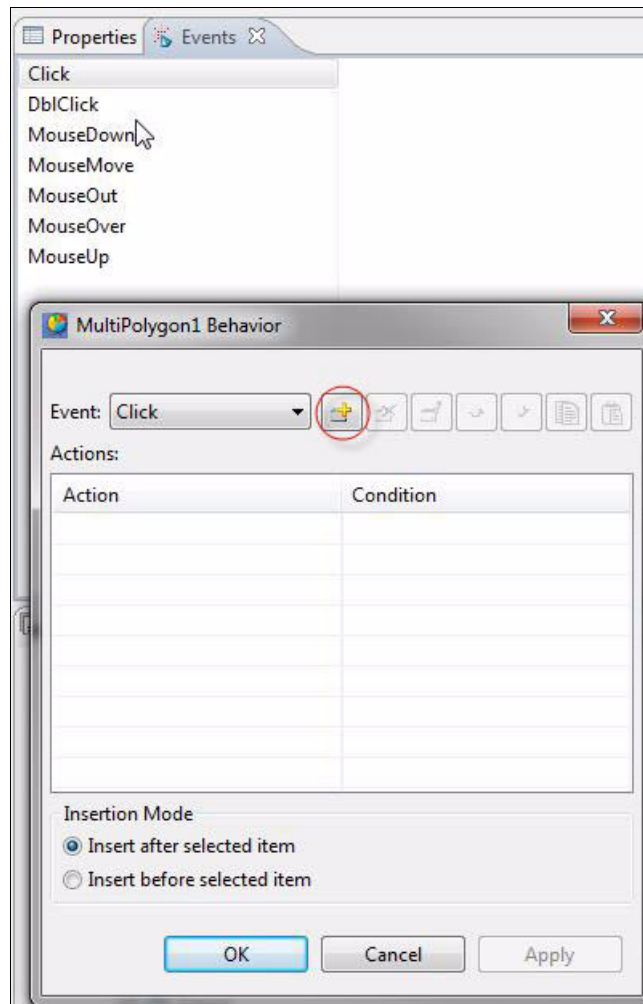 Properties Events
Click
DblClick
MouseDown
MouseMove
MouseOut
MouseOver
MouseUp
MultiPolygon1 Behavior
Event: Click
Actions:
Action Condition
Insertion Mode
Insert after selected item
Insert before selected item
OK Cancel Apply